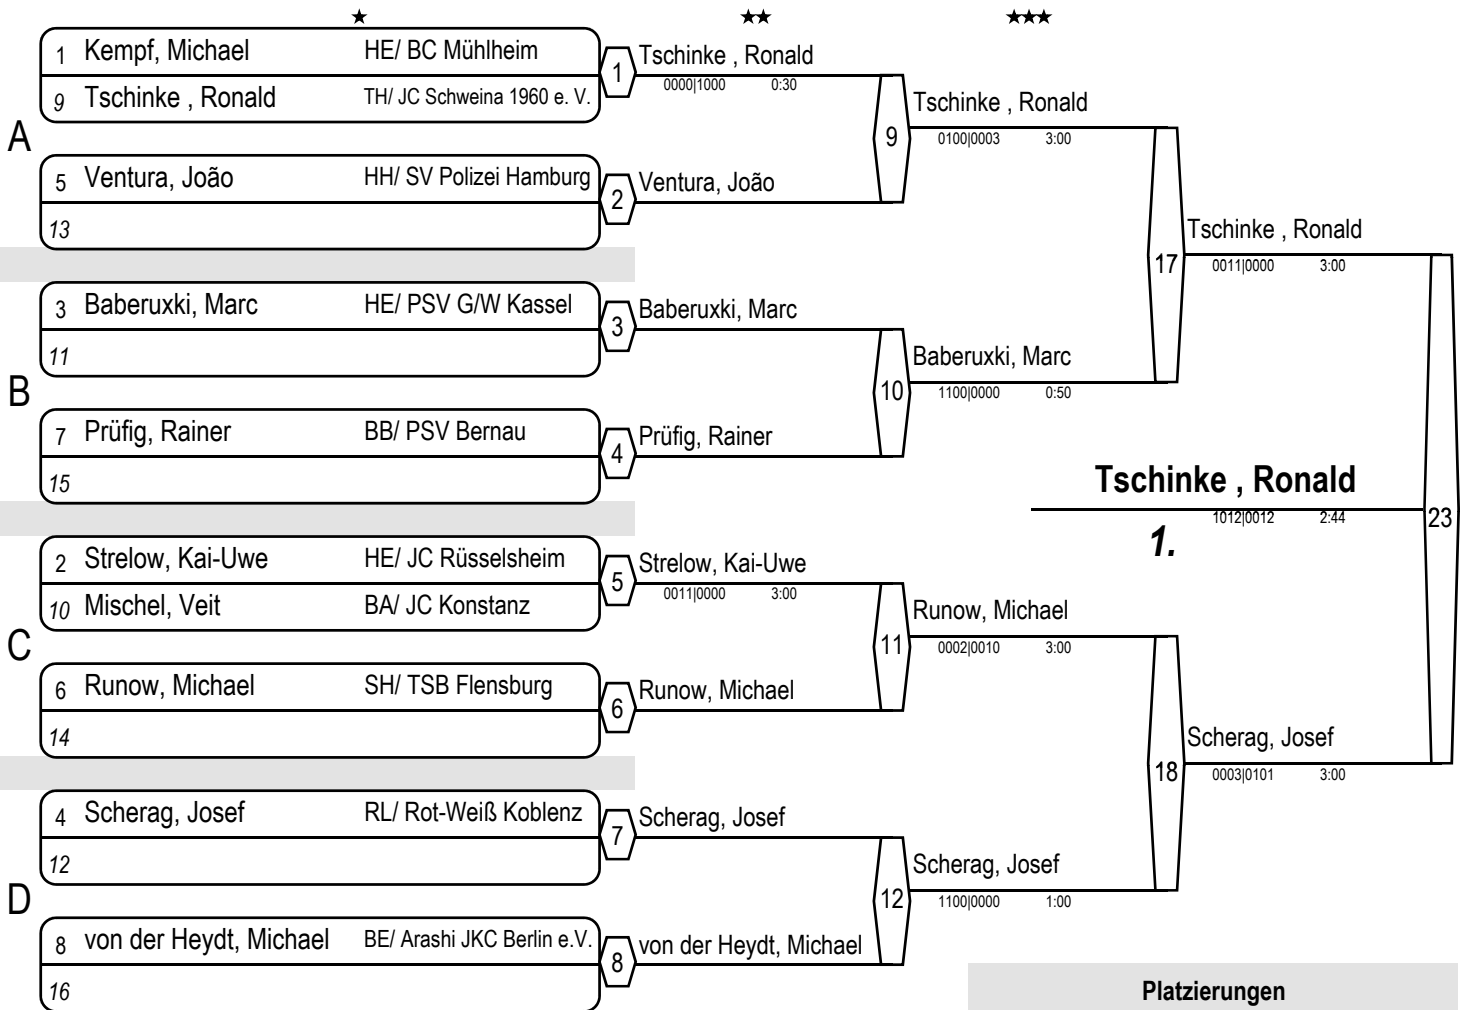 ★ ★★ ★★★
1 Kempf, Michael HE/ BC Mühlheim
9 Tschinke , Ronald TH/ JC Schweina 1960 e. V.
1 Tschinke , Ronald
0000|1000 0:30
A
5 Ventura, João HH/ SV Polizei Hamburg
13
2 Ventura, João
9 Tschinke , Ronald
0100|0003 3:00
3 Baberuxki, Marc HE/ PSV G/W Kassel
11
3 Baberuxki, Marc
B
7 Prüfig, Rainer BB/ PSV Bernau
15
4 Prüfig, Rainer
10 Baberuxki, Marc
1100|0000 0:50
17 Tschinke , Ronald
0011|0000 3:00
2 Strelow, Kai-Uwe HE/ JC Rüsselsheim
10 Mischel, Veit BA/ JC Konstanz
5 Strelow, Kai-Uwe
0011|0000 3:00
C
6 Runow, Michael SH/ TSB Flensburg
14
6 Runow, Michael
11 Runow, Michael
0002|0010 3:00
4 Scherag, Josef RL/ Rot-Weiß Koblenz
12
7 Scherag, Josef
D
8 von der Heydt, Michael BE/ Arashi JKC Berlin e.V.
16
8 von der Heydt, Michael
12 Scherag, Josef
1100|0000 1:00
18 Scherag, Josef
0003|0101 3:00
Tschinke , Ronald
23
1012|0012 2:44
1.
Platzierungen